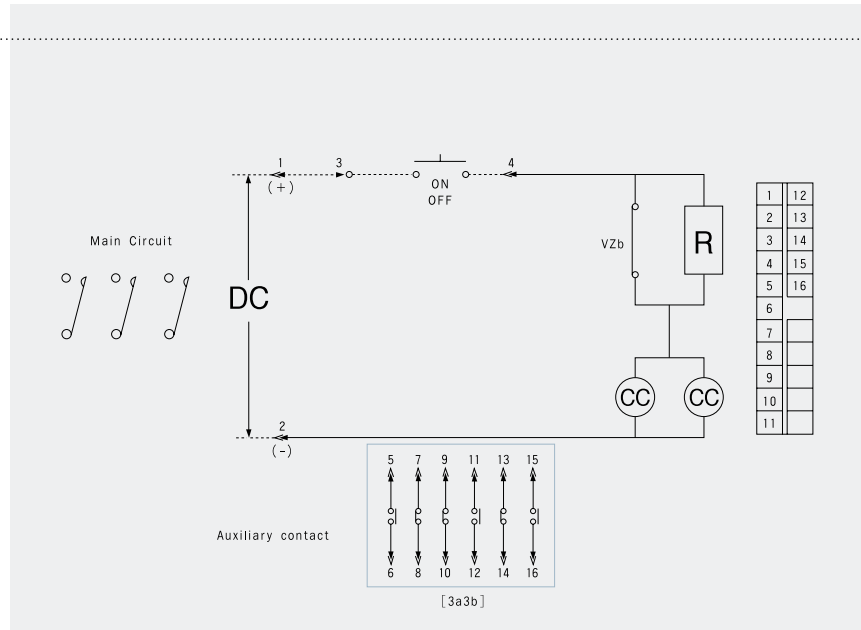 1 3 4
(+) ON
OFF
Main Circuit
VZb R
DC
CC CC
2
(-)
5 7 9 11 13 15
Auxiliary contact
6 8 10 12 14 16
[3a3b]
1 12
2 13
3 14
4 15
5 16
6
7
8
9
10
11